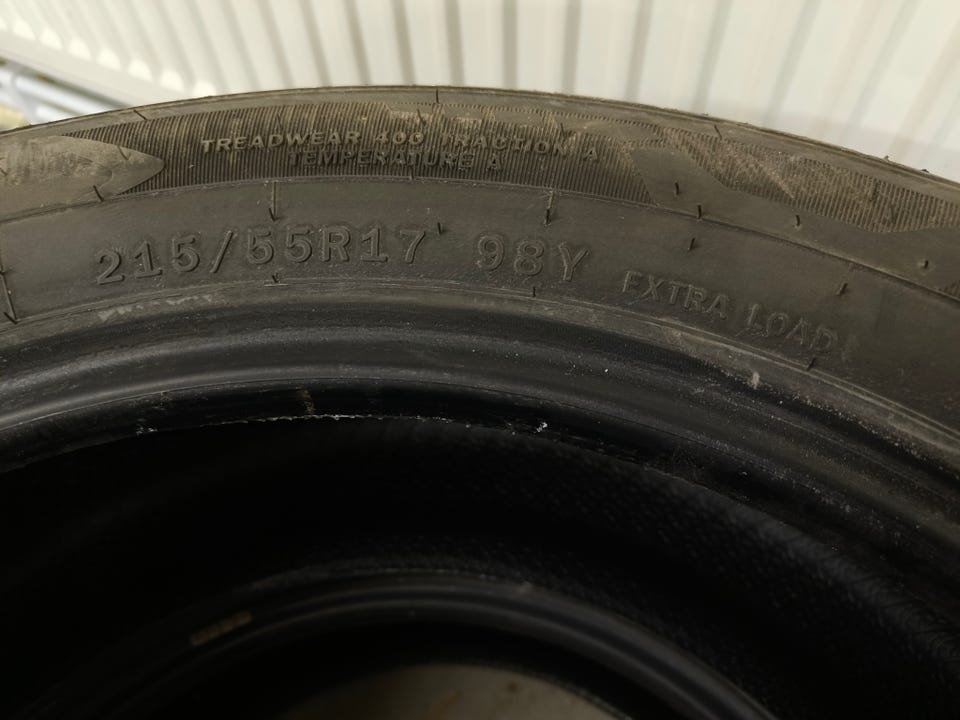 TREADWEAR 400 TRACTION A
TEMPERATURE A
215/55R17 98Y EXTRA LOAD